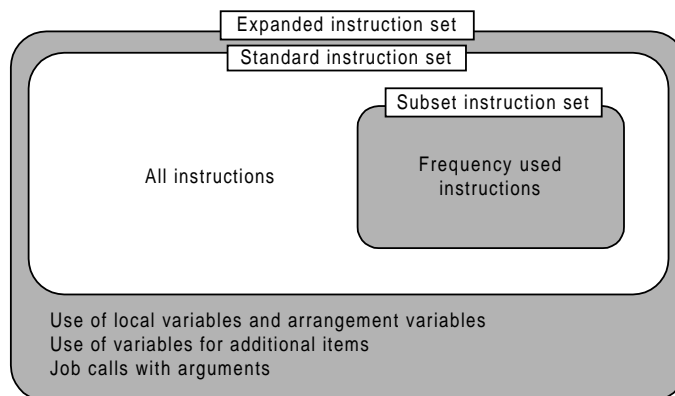 Expanded instruction set
Standard instruction set
Subset instruction set
All instructions
Frequency used
instructions
Use of local variables and arrangement variables
Use of variables for additional items
Job calls with arguments